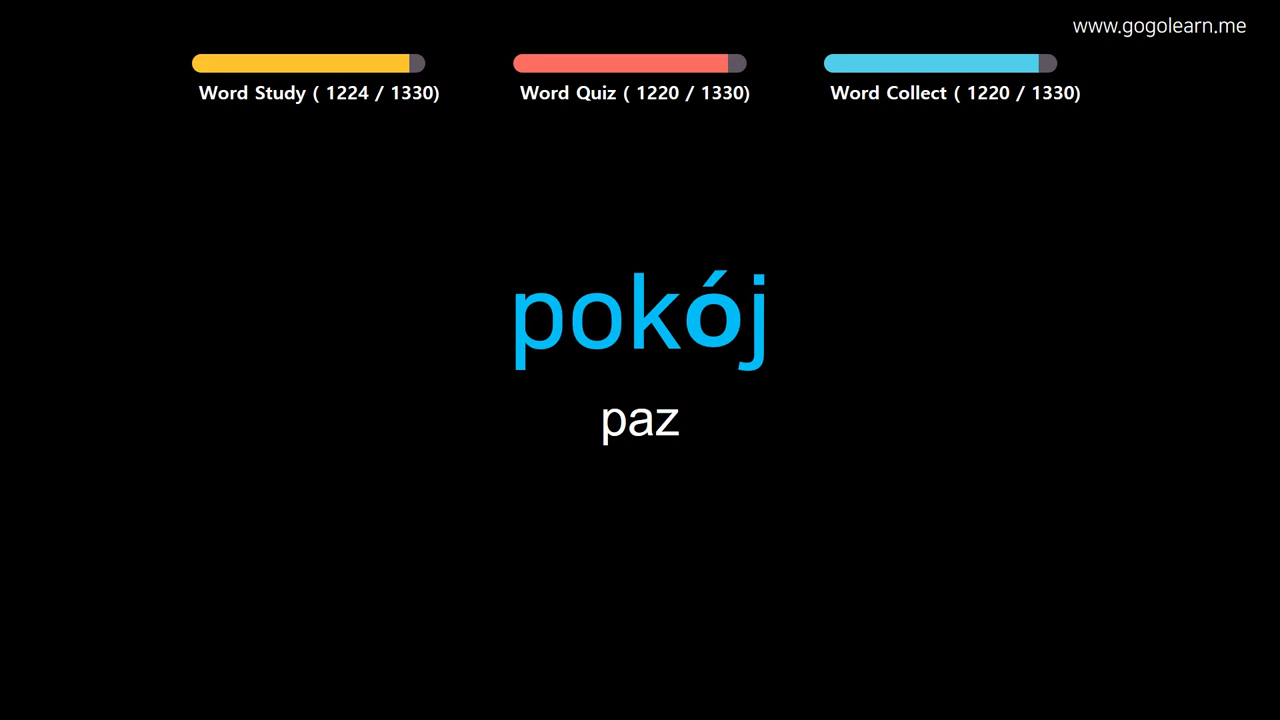 www.gogolearn.me
Word Study ( 1224 / 1330)
Word Quiz ( 1220 / 1330)
Word Collect ( 1220 / 1330)
pokój
paz